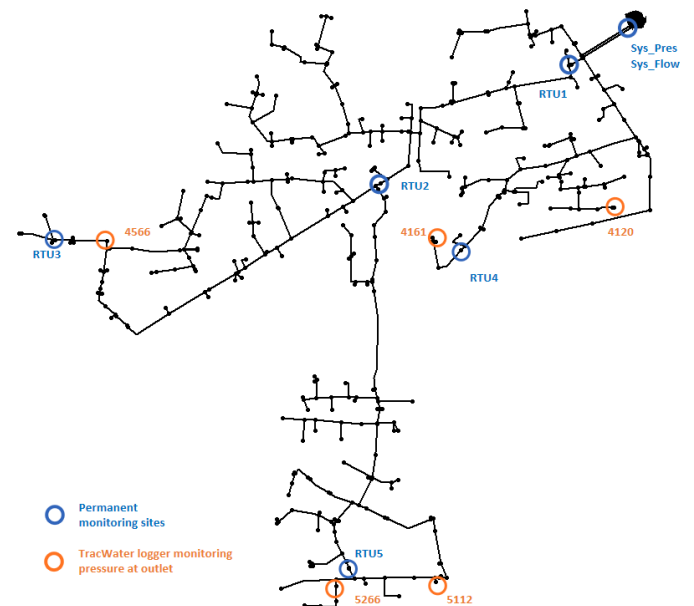 Sys_Pres
Sys_Flow
RTU1
RTU2
4566
RTU3
4161
4120
RTU4
Permanent
monitoring sites
TracWater logger monitoring
pressure at outlet
RTU5
5266
5112